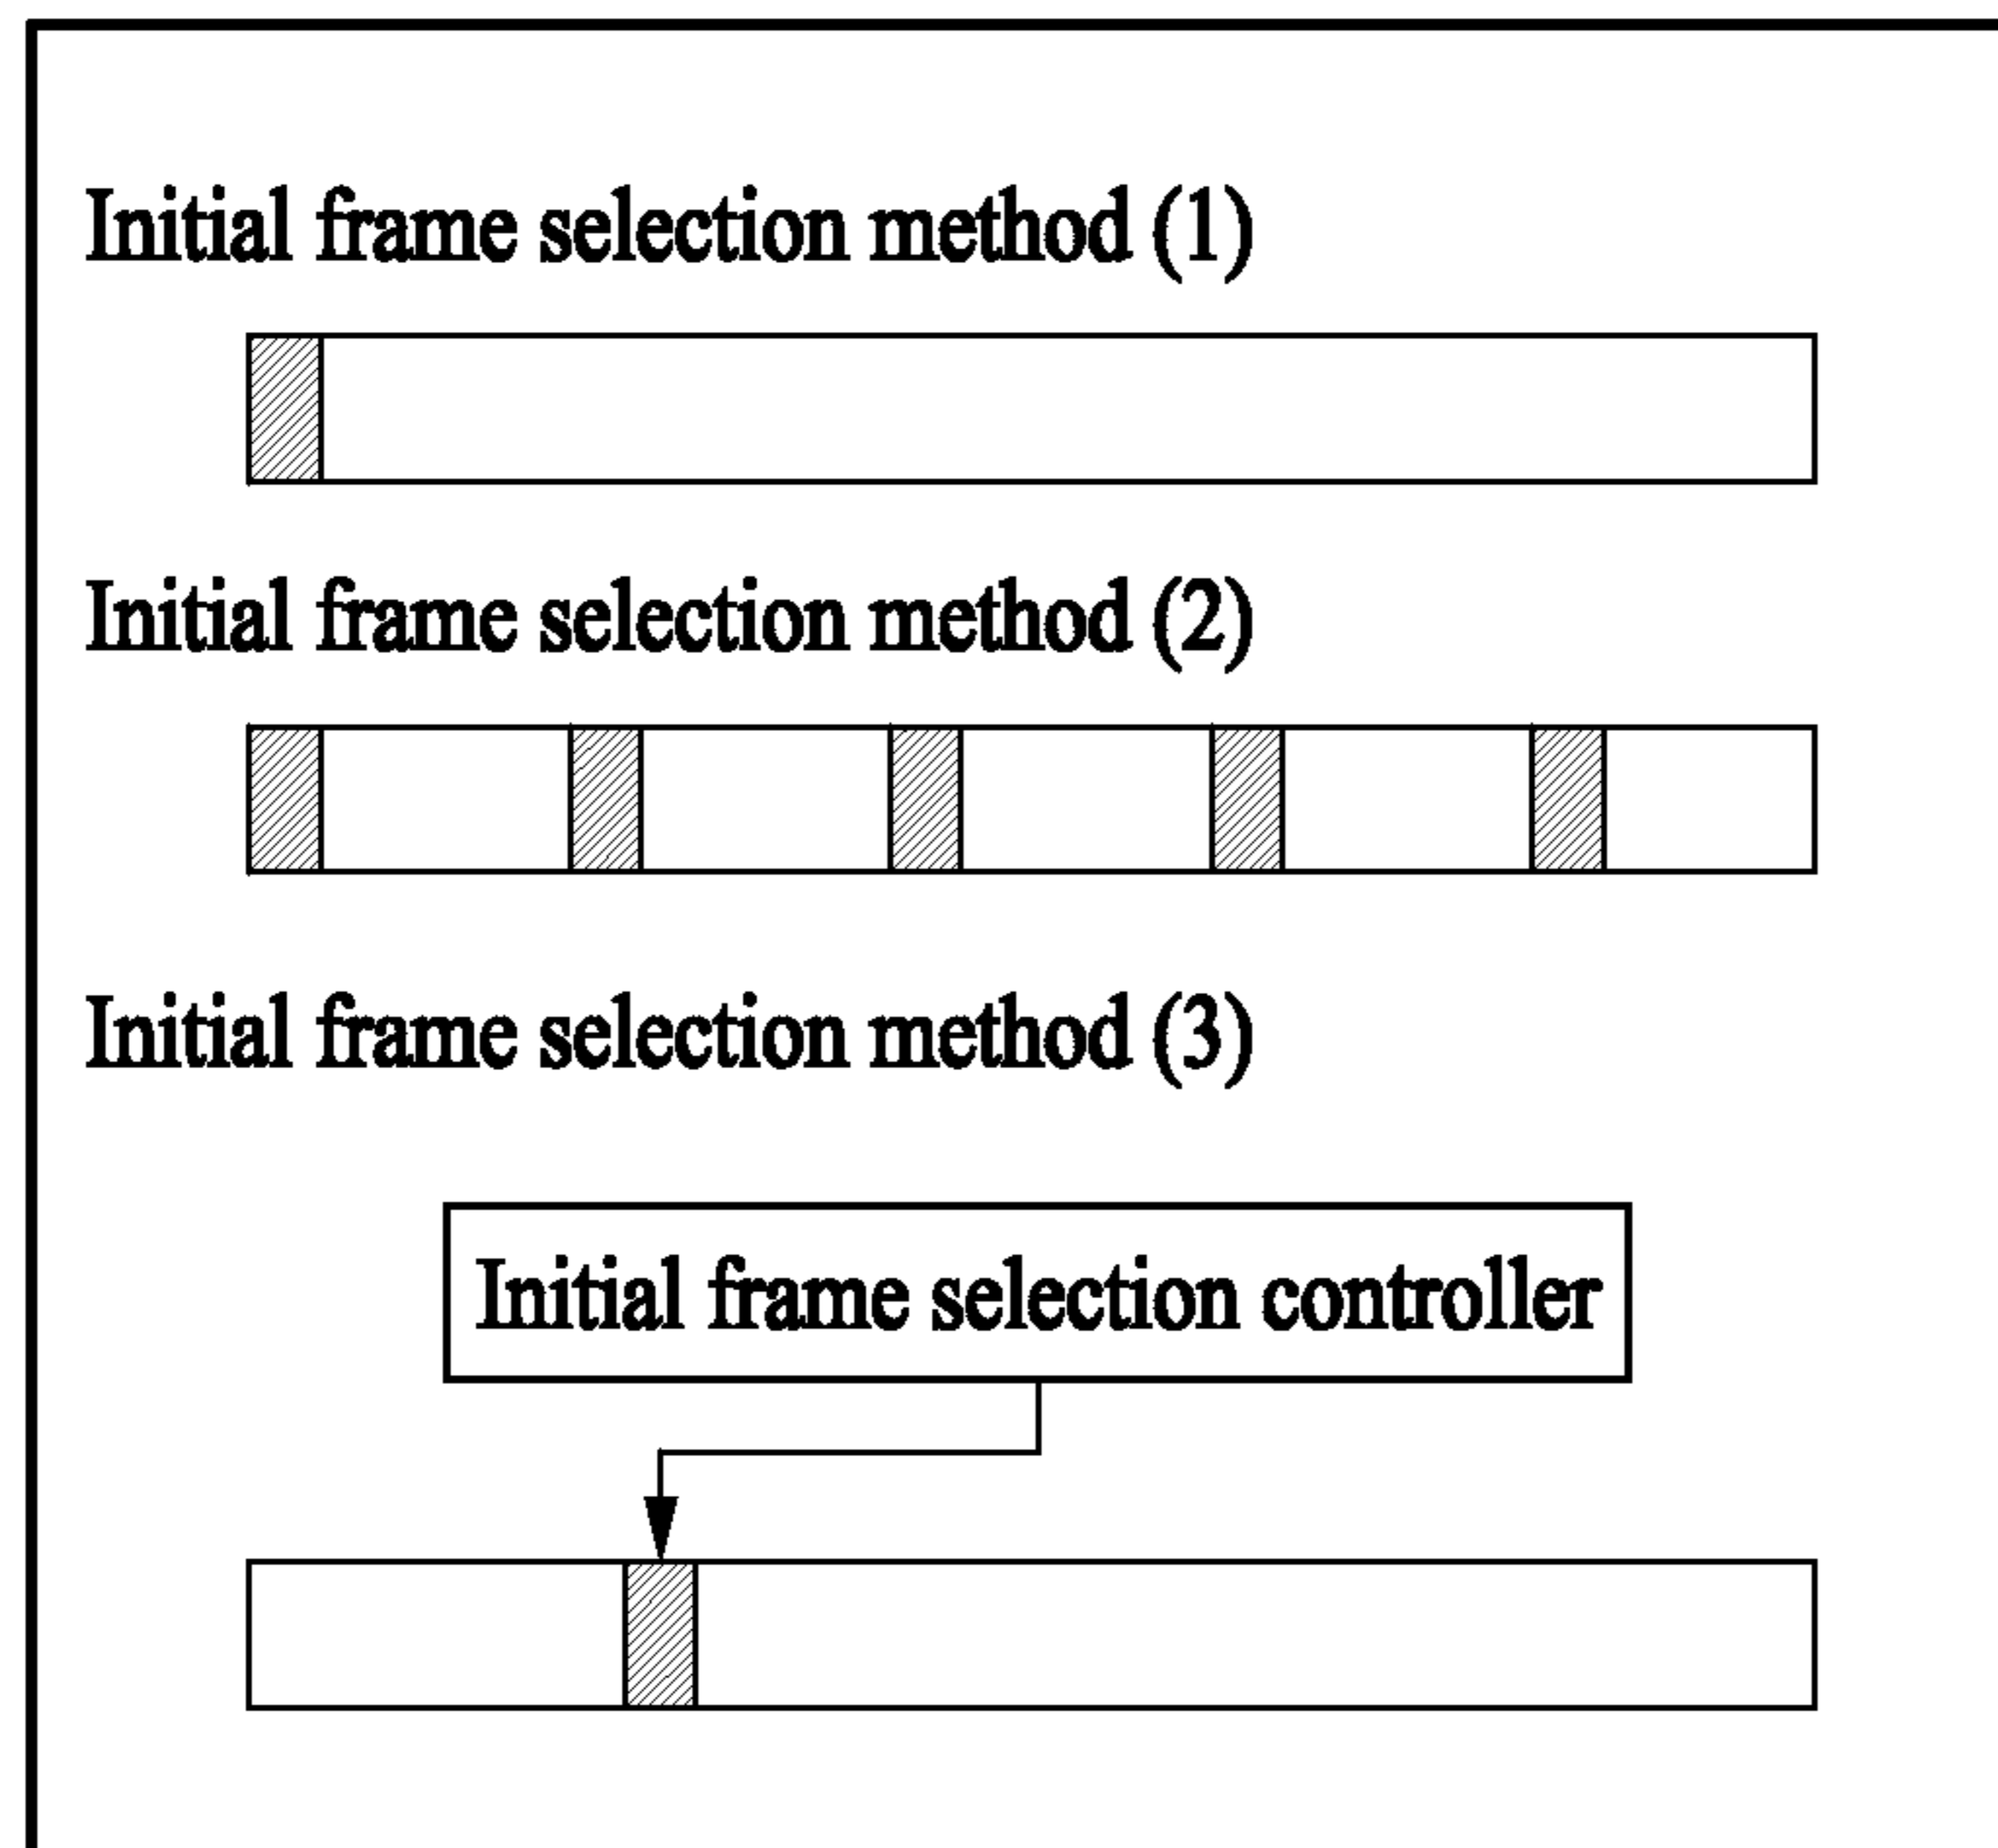 Initial frame selection method (1)
Initial frame selection method (2)
Initial frame selection method (3)
Initial frame selection controller